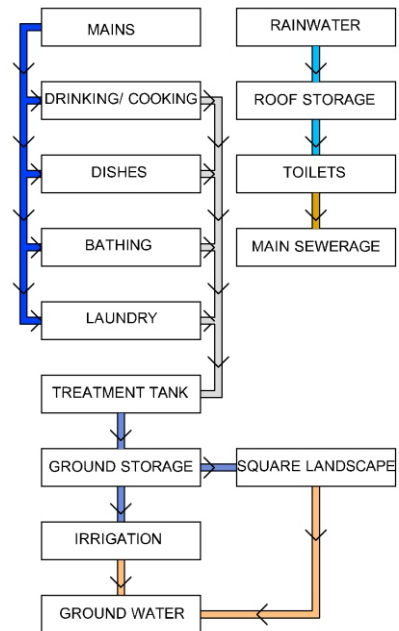 MAINS
DRINKING/ COOKING
DISHES
BATHING
LAUNDRY
TREATMENT TANK
GROUND STORAGE
IRRIGATION
GROUND WATER
RAINWATER
ROOF STORAGE
TOILETS
MAIN SEWERAGE
SQUARE LANDSCAPE